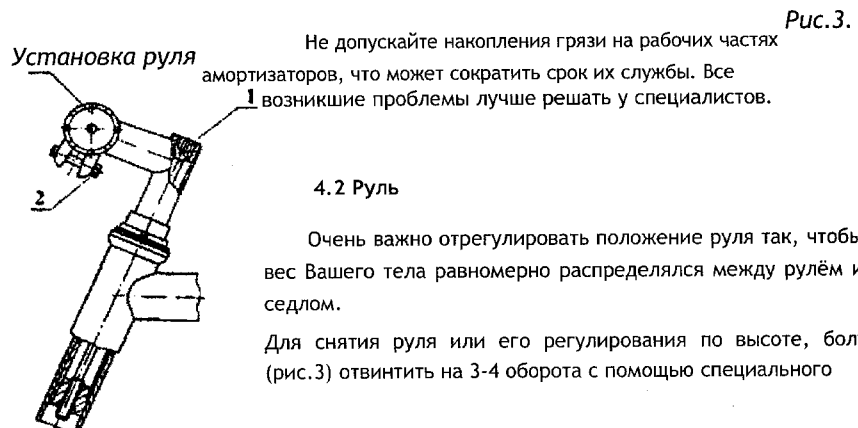 Рис.3.
Установка руля
Не допускайте накопления грязи на рабочих частях
амортизаторов, что может сократить срок их службы. Все
1 возникшие проблемы лучше решать у специалистов.
2
4.2 Руль
Очень важно отрегулировать положение руля так, чтобы
вес Вашего тела равномерно распределялся между рулём и
седлом.
Для снятия руля или его регулирования по высоте, бол
(рис.3) отвинтить на 3-4 оборота с помощью специального